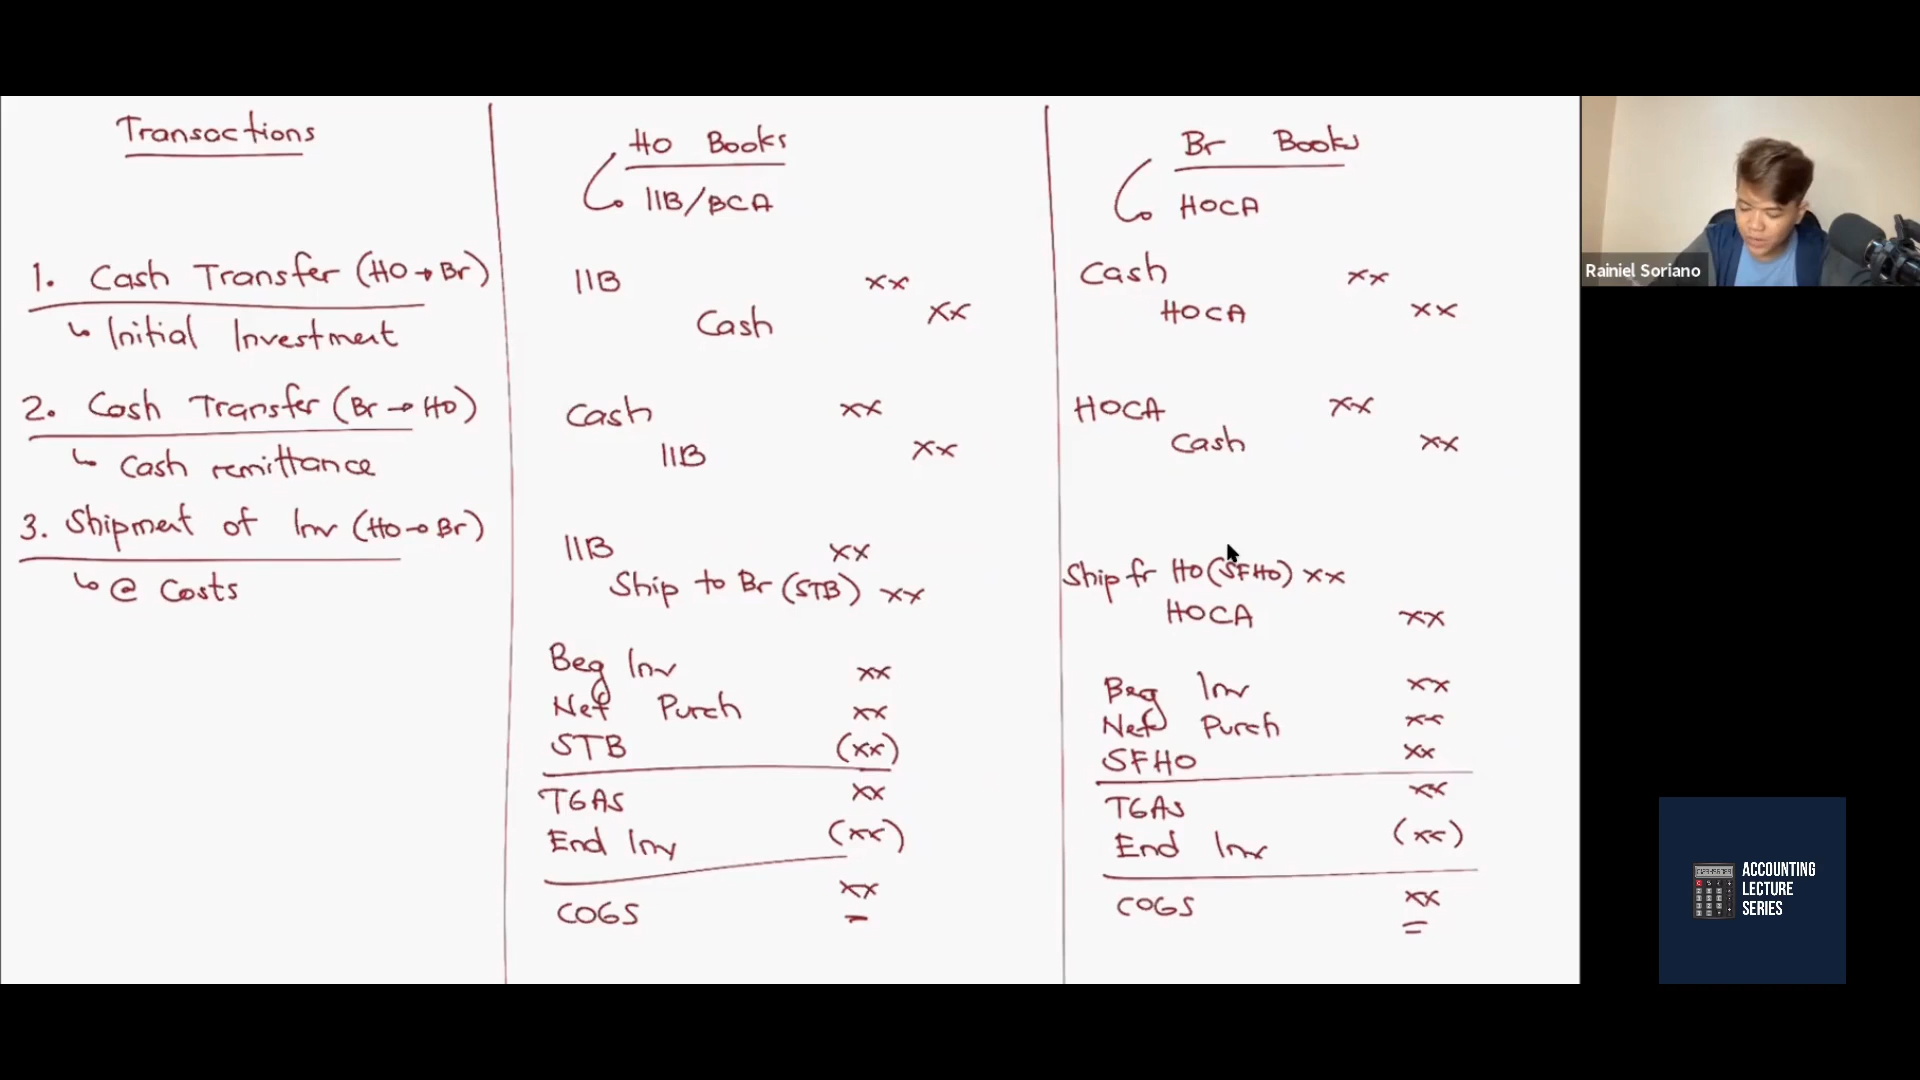 Transactions
1. Cash Transfer (HO→Br)
↳ Initial Investment
2. Cash Transfer (Br→HO)
↳ Cash remittance
3. Shipment of Inv (HO→Br)
↳ @ Costs
HO Books
IIB/BCA
IIB xx
Cash xx
Cash xx
IIB xx
IIB xx
Ship to Br (STB) xx
Beg Inv xx
Net Purch xx
STB (xx)
TGAS xx
End Inv (xx)
COGS xx
Br Books
HOCA
Cash xx
HOCA xx
HOCA xx
Cash xx
Ship fr HO (SFHO) xx
HOCA xx
Beg Inv xx
Net Purch xx
SFHO xx
TGAS xx
End Inv (xx)
COGS xx
Rainiel Soriano
ACCOUNTING
LECTURE
SERIES